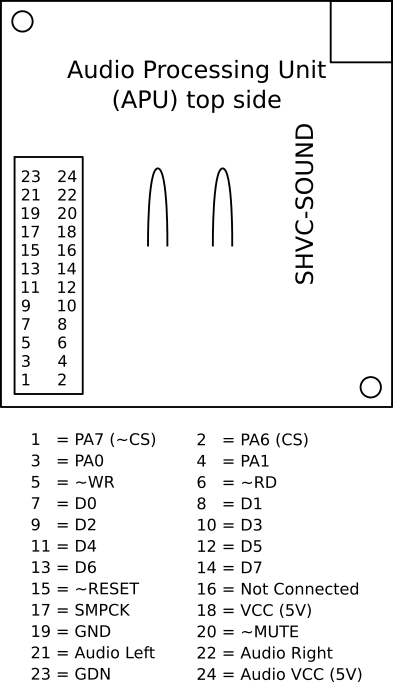 Audio Processing Unit
(APU) top side
SHVC-SOUND
23 24
21 22
19 20
17 18
15 16
13 14
11 12
9 10
7 8
5 6
3 4
1 2
1 = PA7 (~CS) 2 = PA6 (CS)
3 = PA0 4 = PA1
5 = ~WR 6 = ~RD
7 = D0 8 = D1
9 = D2 10 = D3
11 = D4 12 = D5
13 = D6 14 = D7
15 = ~RESET 16 = Not Connected
17 = SMPCK 18 = VCC (5V)
19 = GND 20 = ~MUTE
21 = Audio Left 22 = Audio Right
23 = GDN 24 = Audio VCC (5V)